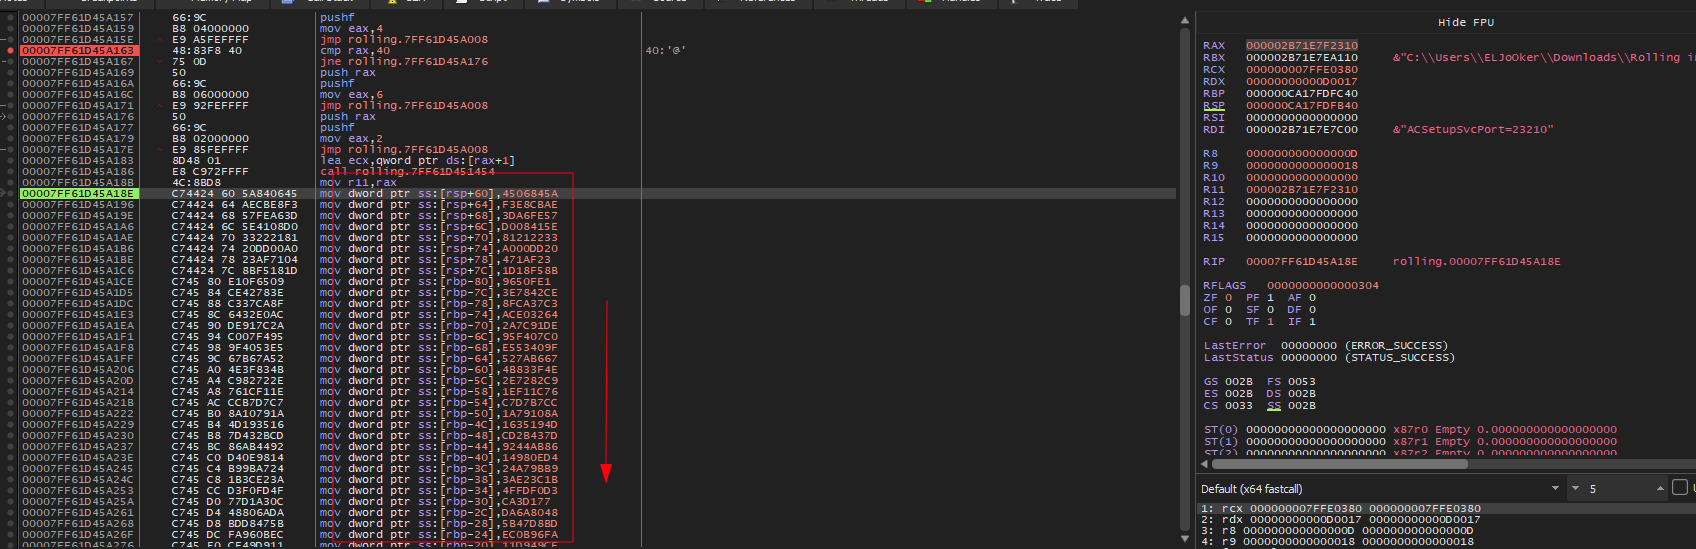 00007FF61D45A157 66:9C pushf
00007FF61D45A159 B8 04000000 mov eax,4
00007FF61D45A15E E9 A5FEFFFF jmp rolling.7FF61D45A008
00007FF61D45A163 48:83F8 40 cmp rax,40 40:'@'
00007FF61D45A167 75 0D jne rolling.7FF61D45A176
00007FF61D45A169 50 push rax
00007FF61D45A16A 66:9C pushf
00007FF61D45A16C B8 06000000 mov eax,6
00007FF61D45A171 E9 92FEFFFF jmp rolling.7FF61D45A008
00007FF61D45A176 50 push rax
00007FF61D45A177 66:9C pushf
00007FF61D45A179 B8 02000000 mov eax,2
00007FF61D45A17E E9 85FEFFFF jmp rolling.7FF61D45A008
00007FF61D45A183 8D48 01 lea ecx,qword ptr ds:[rax+1]
00007FF61D45A186 E8 C972FFFF call rolling.7FF61D451454
00007FF61D45A18B 4C:8BD8 mov r11,rax
00007FF61D45A18E C74424 60 5A840645 mov dword ptr ss:[rsp+60],4506845A
00007FF61D45A196 C74424 64 AECBE8F3 mov dword ptr ss:[rsp+64],F3E8CBAE
00007FF61D45A19E C74424 68 57FEA63D mov dword ptr ss:[rsp+68],3DA6FE57
00007FF61D45A1A6 C74424 6C 5E4108D0 mov dword ptr ss:[rsp+6C],D008415E
00007FF61D45A1AE C74424 70 33222181 mov dword ptr ss:[rsp+70],81212233
00007FF61D45A1B6 C74424 74 20DD00A0 mov dword ptr ss:[rsp+74],A000DD20
00007FF61D45A1BE C74424 78 23AF7104 mov dword ptr ss:[rsp+78],471AF23
00007FF61D45A1C6 C74424 7C 8BF5181D mov dword ptr ss:[rsp+7C],1D18F58B
00007FF61D45A1CE C745 80 E10F6509 mov dword ptr ss:[rbp-80],9650FE1
00007FF61D45A1D5 C745 84 CE42783E mov dword ptr ss:[rbp-7C],3E7842CE
00007FF61D45A1DC C745 88 C337CA8F mov dword ptr ss:[rbp-78],8FCA37C3
00007FF61D45A1E3 C745 8C 6432E0AC mov dword ptr ss:[rbp-74],ACE03264
00007FF61D45A1EA C745 90 DE917C2A mov dword ptr ss:[rbp-70],2A7C91DE
00007FF61D45A1F1 C745 94 C007F495 mov dword ptr ss:[rbp-6C],95F407C0
00007FF61D45A1F8 C745 98 9F4053E5 mov dword ptr ss:[rbp-68],E553409F
00007FF61D45A1FF C745 9C 67B67A52 mov dword ptr ss:[rbp-64],527AB667
00007FF61D45A206 C745 A0 4E3F834B mov dword ptr ss:[rbp-60],4B833F4E
00007FF61D45A20D C745 A4 C982722E mov dword ptr ss:[rbp-5C],2E7282C9
00007FF61D45A214 C745 A8 761CF11E mov dword ptr ss:[rbp-58],1EF11C76
00007FF61D45A21B C745 AC CCB7D7C7 mov dword ptr ss:[rbp-54],C7D7B7CC
00007FF61D45A222 C745 B0 8A10791A mov dword ptr ss:[rbp-50],1A79108A
00007FF61D45A229 C745 B4 4D193516 mov dword ptr ss:[rbp-4C],1635194D
00007FF61D45A230 C745 B8 7D432BCD mov dword ptr ss:[rbp-48],CD2B437D
00007FF61D45A237 C745 BC 86AB4492 mov dword ptr ss:[rbp-44],9244AB86
00007FF61D45A23E C745 C0 D40E9814 mov dword ptr ss:[rbp-40],14980ED4
00007FF61D45A245 C745 C4 B99BA724 mov dword ptr ss:[rbp-3C],24A79BB9
00007FF61D45A24C C745 C8 1B3CE23A mov dword ptr ss:[rbp-38],3AE23C1B
00007FF61D45A253 C745 CC D3F0FD4F mov dword ptr ss:[rbp-34],4FFDF0D3
00007FF61D45A25A C745 D0 77D1A30C mov dword ptr ss:[rbp-30],CA3D177
00007FF61D45A261 C745 D4 48806ADA mov dword ptr ss:[rbp-2C],DA6A8048
00007FF61D45A268 C745 D8 BDD8475B mov dword ptr ss:[rbp-28],5B47D8BD
00007FF61D45A26F C745 DC FA960BEC mov dword ptr ss:[rbp-24],EC0B96FA
Hide FPU
RAX 000002B71E7F2310
RBX 000002B71E7EA110 &"C:\\Users\\ELJoOker\\Downloads\\Rolling
RCX 000000007FFE0380
RDX 00000000000D0017
RBP 000000CA17FDFC40
RSP 000000CA17FDFB40
RSI 0000000000000000
RDI 000002B71E7E7C00 &"ACSetupSvcPort=23210"
R8 000000000000000D
R9 0000000000000018
R10 0000000000000000
R11 000002B71E7F2310
R12 0000000000000000
R13 0000000000000000
R14 0000000000000000
R15 0000000000000000
RIP 00007FF61D45A18E rolling.00007FF61D45A18E
RFLAGS 0000000000000304
ZF 0 PF 1 AF 0
OF 0 SF 0 DF 0
CF 0 TF 1 IF 1
LastError 00000000 (ERROR_SUCCESS)
LastStatus 00000000 (STATUS_SUCCESS)
GS 002B FS 0053
ES 002B DS 002B
CS 0033 SS 002B
ST(0) 00000000000000000000 x87r0 Empty 0.000000000000000000
ST(1) 00000000000000000000 x87r1 Empty 0.000000000000000000
Default (x64 fastcall) 5
1: rcx 000000007FFE0380 000000007FFE0380
2: rdx 00000000000D0017 00000000000D0017
3: r8 000000000000000D 000000000000000D
4: r9 0000000000000018 0000000000000018